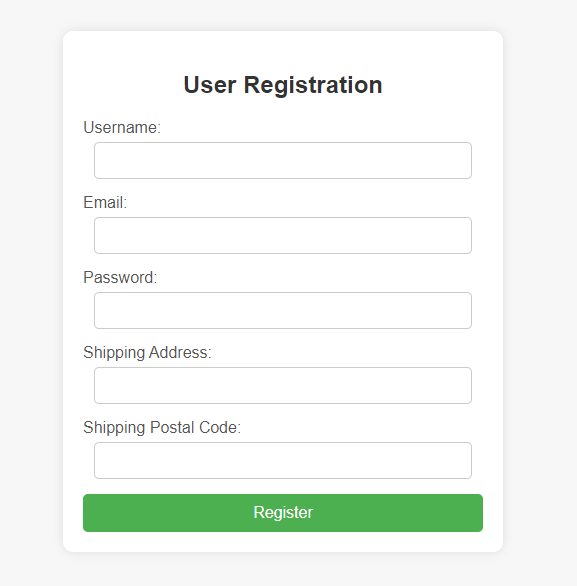 User Registration
Username:
Email:
Password:
Shipping Address:
Shipping Postal Code:
Register